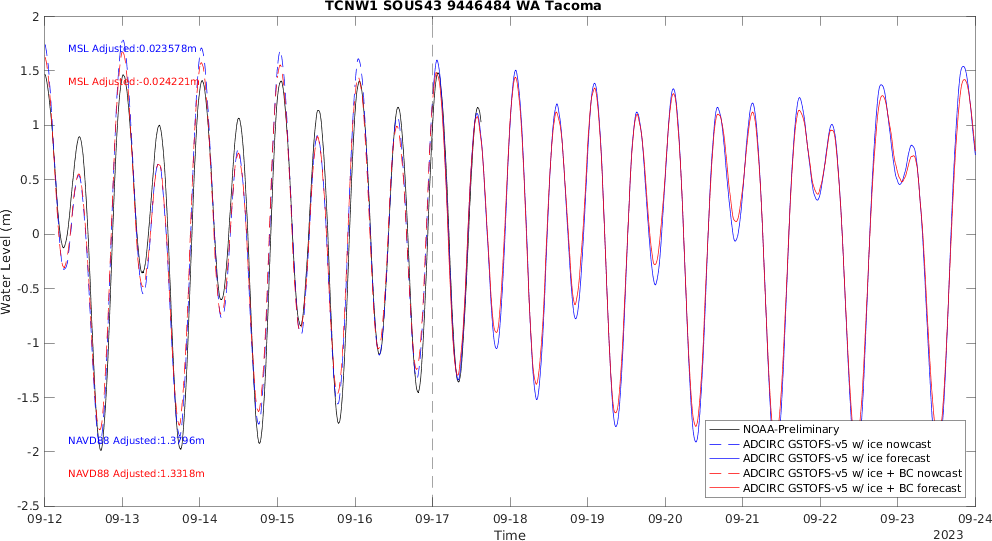 TCNW1 SOUS43 9446484 WA Tacoma
2
1.5
1
0.5
0
-0.5
-1
-1.5
-2
-2.5
Water Level (m)
MSL Adjusted:0.023578m
MSL Adjusted:-0.024221m
NAVD88 Adjusted:1.3796m
NAVD88 Adjusted:1.3318m
NOAA-Preliminary
ADCIRC GSTOFS-v5 w/ ice nowcast
ADCIRC GSTOFS-v5 w/ ice forecast
ADCIRC GSTOFS-v5 w/ ice + BC nowcast
ADCIRC GSTOFS-v5 w/ ice + BC forecast
09-12 09-13 09-14 09-15 09-16 09-17 09-18 09-19 09-20 09-21 09-22 09-23 09-24
Time
2023